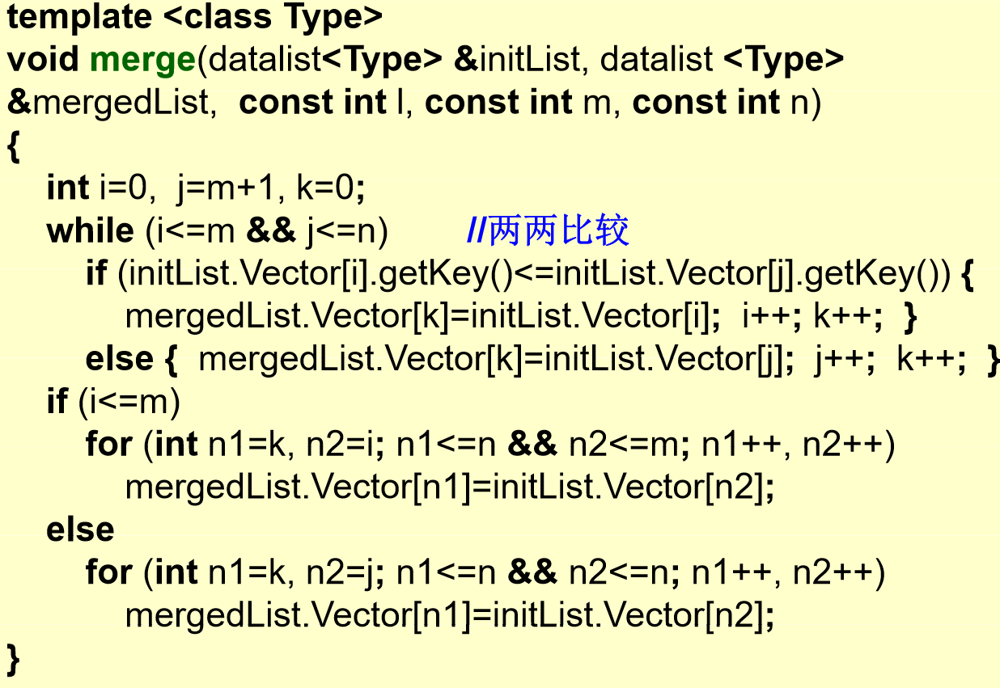 template <class Type>
void merge(datalist<Type> &initList, datalist <Type>
&mergedList,  const int l, const int m, const int n)
{
int i=0,  j=m+1, k=0;
while (i<=m && j<=n)        //两两比较
if (initList.Vector[i].getKey()<=initList.Vector[j].getKey()) {
mergedList.Vector[k]=initList.Vector[i];  i++; k++;  }
else {  mergedList.Vector[k]=initList.Vector[j];  j++;  k++;  }
if (i<=m)
for (int n1=k, n2=i; n1<=n && n2<=m; n1++, n2++)
mergedList.Vector[n1]=initList.Vector[n2];
else
for (int n1=k, n2=j; n1<=n && n2<=n; n1++, n2++)
mergedList.Vector[n1]=initList.Vector[n2];
}